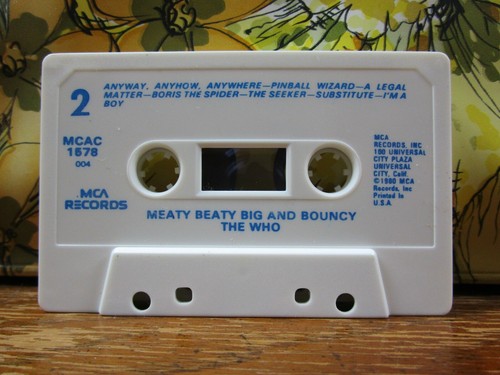 2
ANYWAY, ANYHOW, ANYWHERE—PINBALL WIZARD—A LEGAL
MATTER—BORIS THE SPIDER—THE SEEKER—SUBSTITUTE—I'M A
BOY
MCAC
1678
004
MCA
RECORDS
MCA
RECORDS, INC
100 UNIVERSAL
CITY PLAZA
UNIVERSAL
CITY, Calif.
© 1980 MCA
Records, Inc
Printed in
U.S.A
MEATY BEATY BIG AND BOUNCY
THE WHO